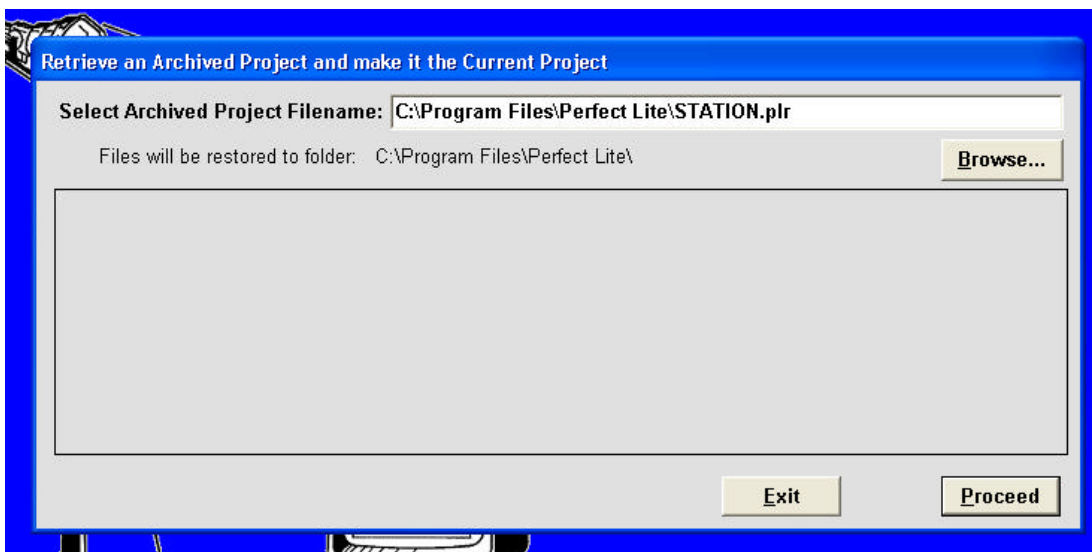 Retrieve an Archived Project and make it the Current Project
Select Archived Project Filename: C:\Program Files\Perfect Lite\STATION.plr
Files will be restored to folder: C:\Program Files\Perfect Lite\
Browse...
Exit
Proceed